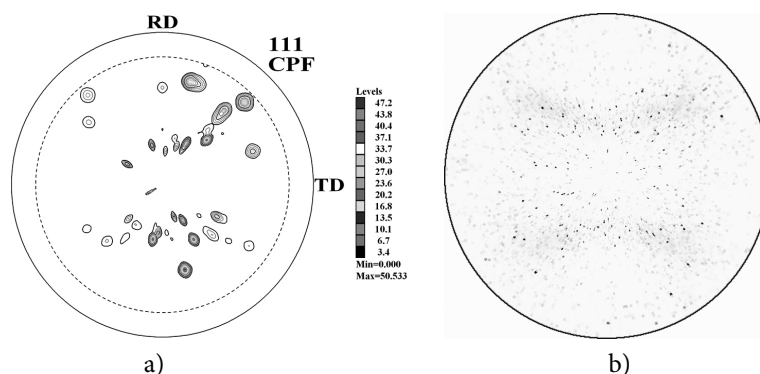 RD
111
CPF
TD
Levels
47.2
43.8
40.4
37.1
33.7
30.3
27.0
23.6
20.2
16.8
13.5
10.1
6.7
3.4
Min=0.000
Max=50.533
a)
b)